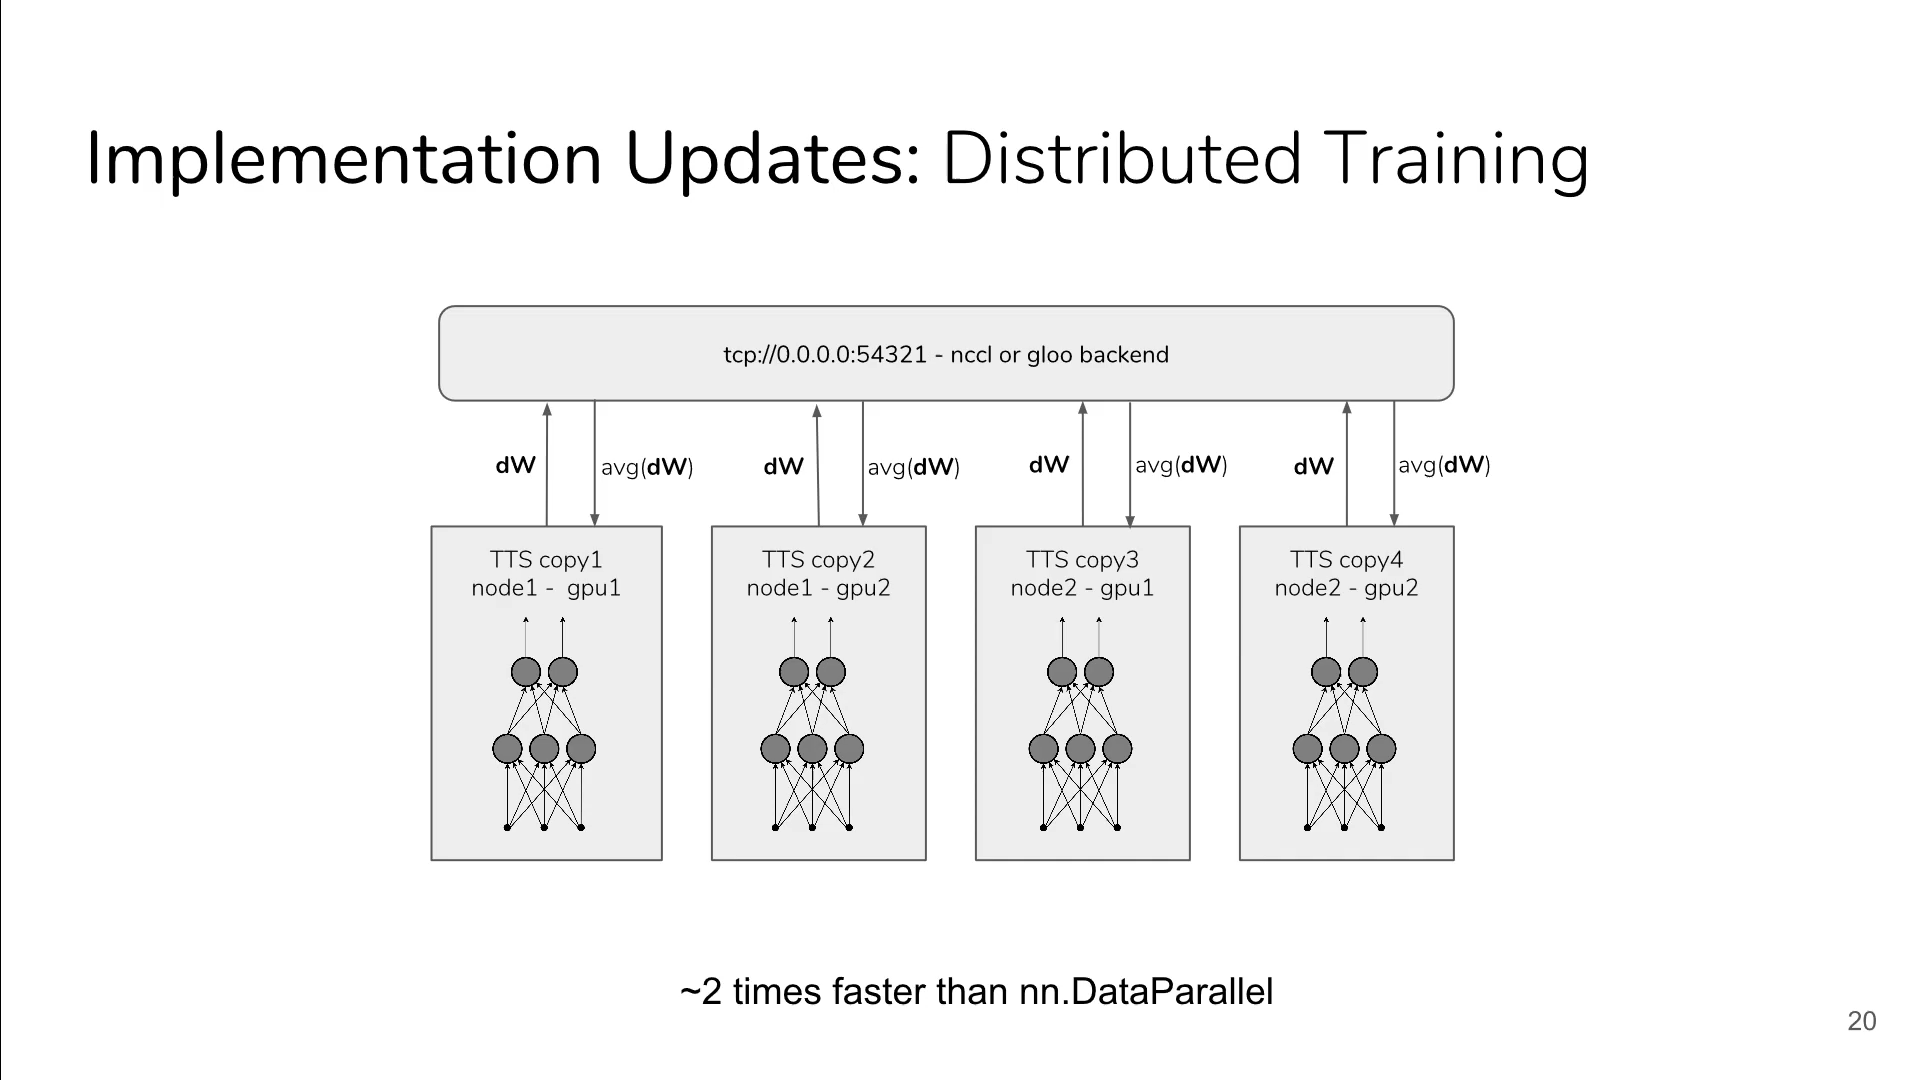 Implementation Updates: Distributed Training
tcp://0.0.0.0:54321 - nccl or gloo backend
dW avg(dW) dW avg(dW) dW avg(dW) dW avg(dW)
TTS copy1
node1 - gpu1
TTS copy2
node1 - gpu2
TTS copy3
node2 - gpu1
TTS copy4
node2 - gpu2
~2 times faster than nn.DataParallel
20